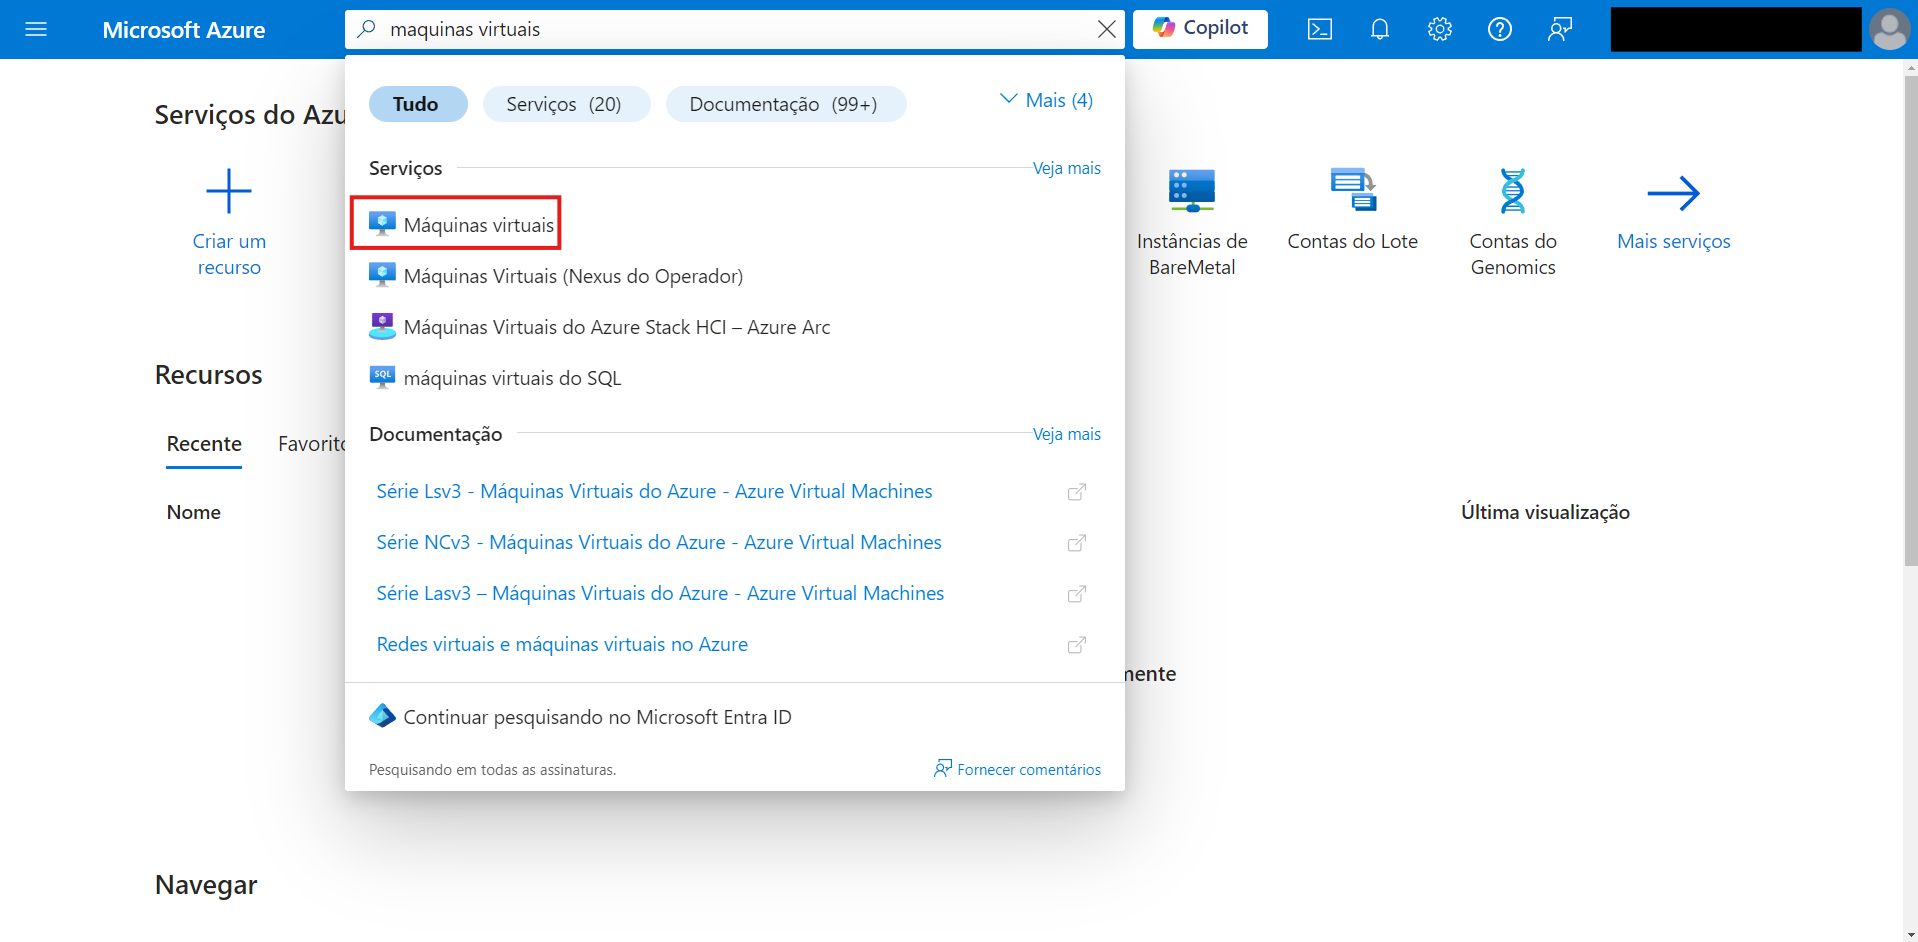 Microsoft Azure
maquinas virtuais
Copilot
Tudo
Serviços (20)
Documentação (99+)
Mais (4)
Serviços do Azu
Serviços
Veja mais
Máquinas virtuais
Máquinas Virtuais (Nexus do Operador)
Máquinas Virtuais do Azure Stack HCI – Azure Arc
SQL
máquinas virtuais do SQL
Documentação
Veja mais
Série Lsv3 - Máquinas Virtuais do Azure - Azure Virtual Machines
Série NCv3 - Máquinas Virtuais do Azure - Azure Virtual Machines
Série Lasv3 – Máquinas Virtuais do Azure - Azure Virtual Machines
Redes virtuais e máquinas virtuais no Azure
Continuar pesquisando no Microsoft Entra ID
Pesquisando em todas as assinaturas.
Fornecer comentários
Criar um
recurso
Instâncias de
BareMetal
Contas do Lote
Contas do
Genomics
Mais serviços
Recursos
Recente
Favorito
Nome
Última visualização
mente
Navegar